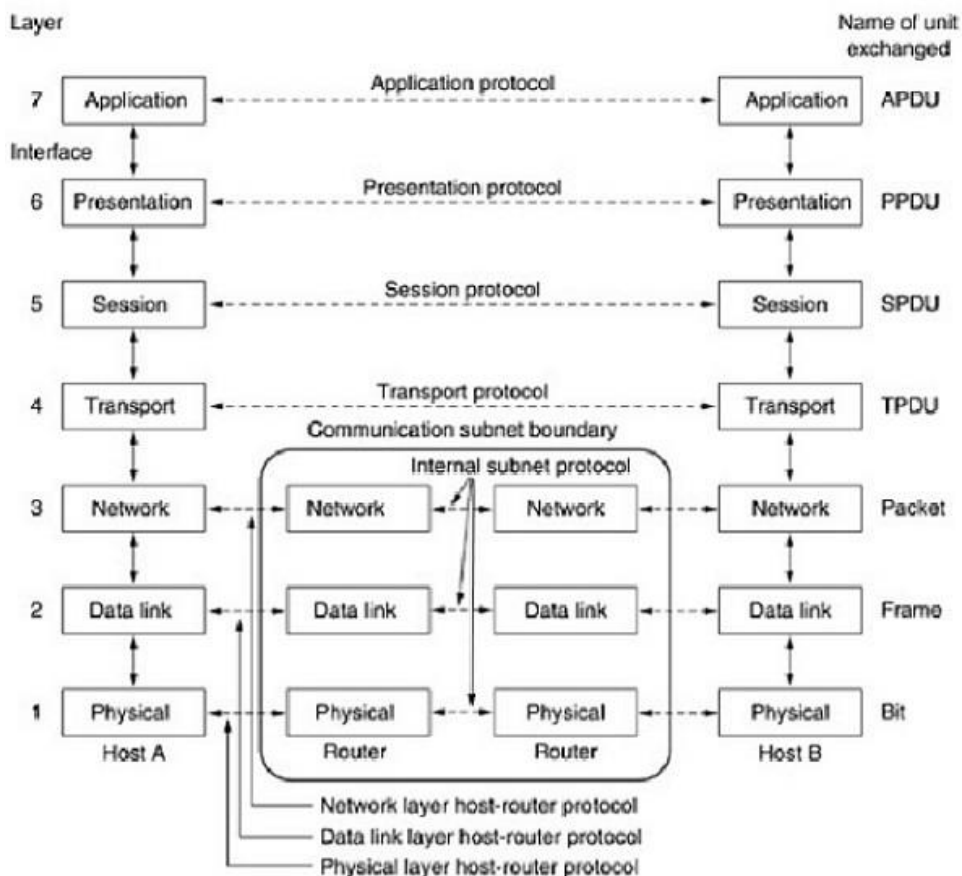 Layer
Name of unit
exchanged
7 Application Application protocol Application APDU
Interface
6 Presentation Presentation protocol Presentation PPDU
5 Session Session protocol Session SPDU
4 Transport Transport protocol Transport TPDU
Communication subnet boundary
Internal subnet protocol
3 Network Network Network Network Packet
2 Data link Data link Data link Data link Frame
1 Physical Physical Physical Physical Bit
Host A Router Router Host B
Network layer host-router protocol
Data link layer host-router protocol
Physical layer host-router protocol